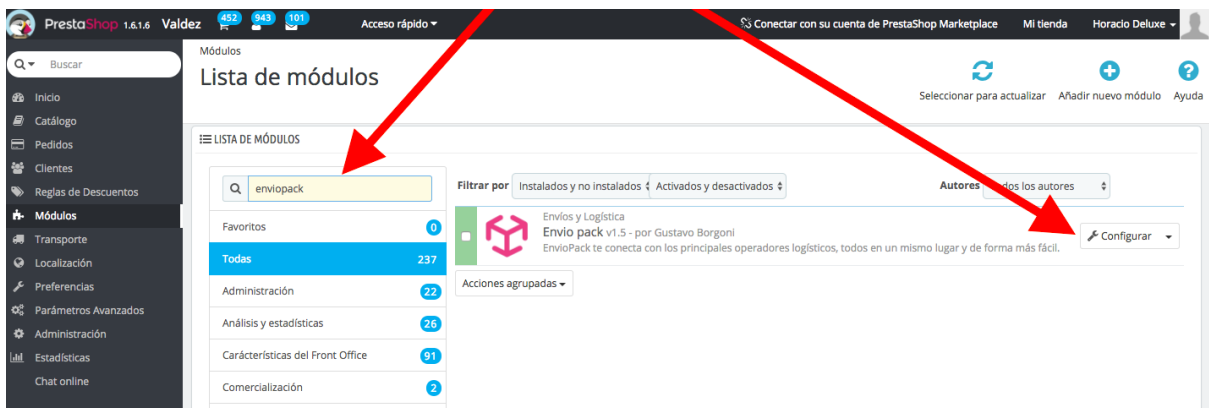 PrestaShop 1.6.1.6 Valdez 452 943 101 Acceso rápido Conectar con su cuenta de PrestaShop Marketplace Mi tienda Horacio Deluxe
Buscar
Inicio
Catálogo
Pedidos
Clientes
Reglas de Descuentos
Módulos
Transporte
Localización
Preferencias
Parámetros Avanzados
Administración
Estadísticas
Chat online
Módulos
Lista de módulos
Seleccionar para actualizar Añadir nuevo módulo Ayuda
LISTA DE MÓDULOS
enviopack
Favoritos 0
Todas 237
Administración 22
Análisis y estadísticas 26
Carácterísticas del Front Office 91
Comercialización 2
Filtrar por Instalados y no instalados Activados y desactivados Autores los autores
Envíos y Logística
Envio pack v1.5 - por Gustavo Borgoni
EnvioPack te conecta con los principales operadores logísticos, todos en un mismo lugar y de forma más fácil.
Configurar
Acciones agrupadas